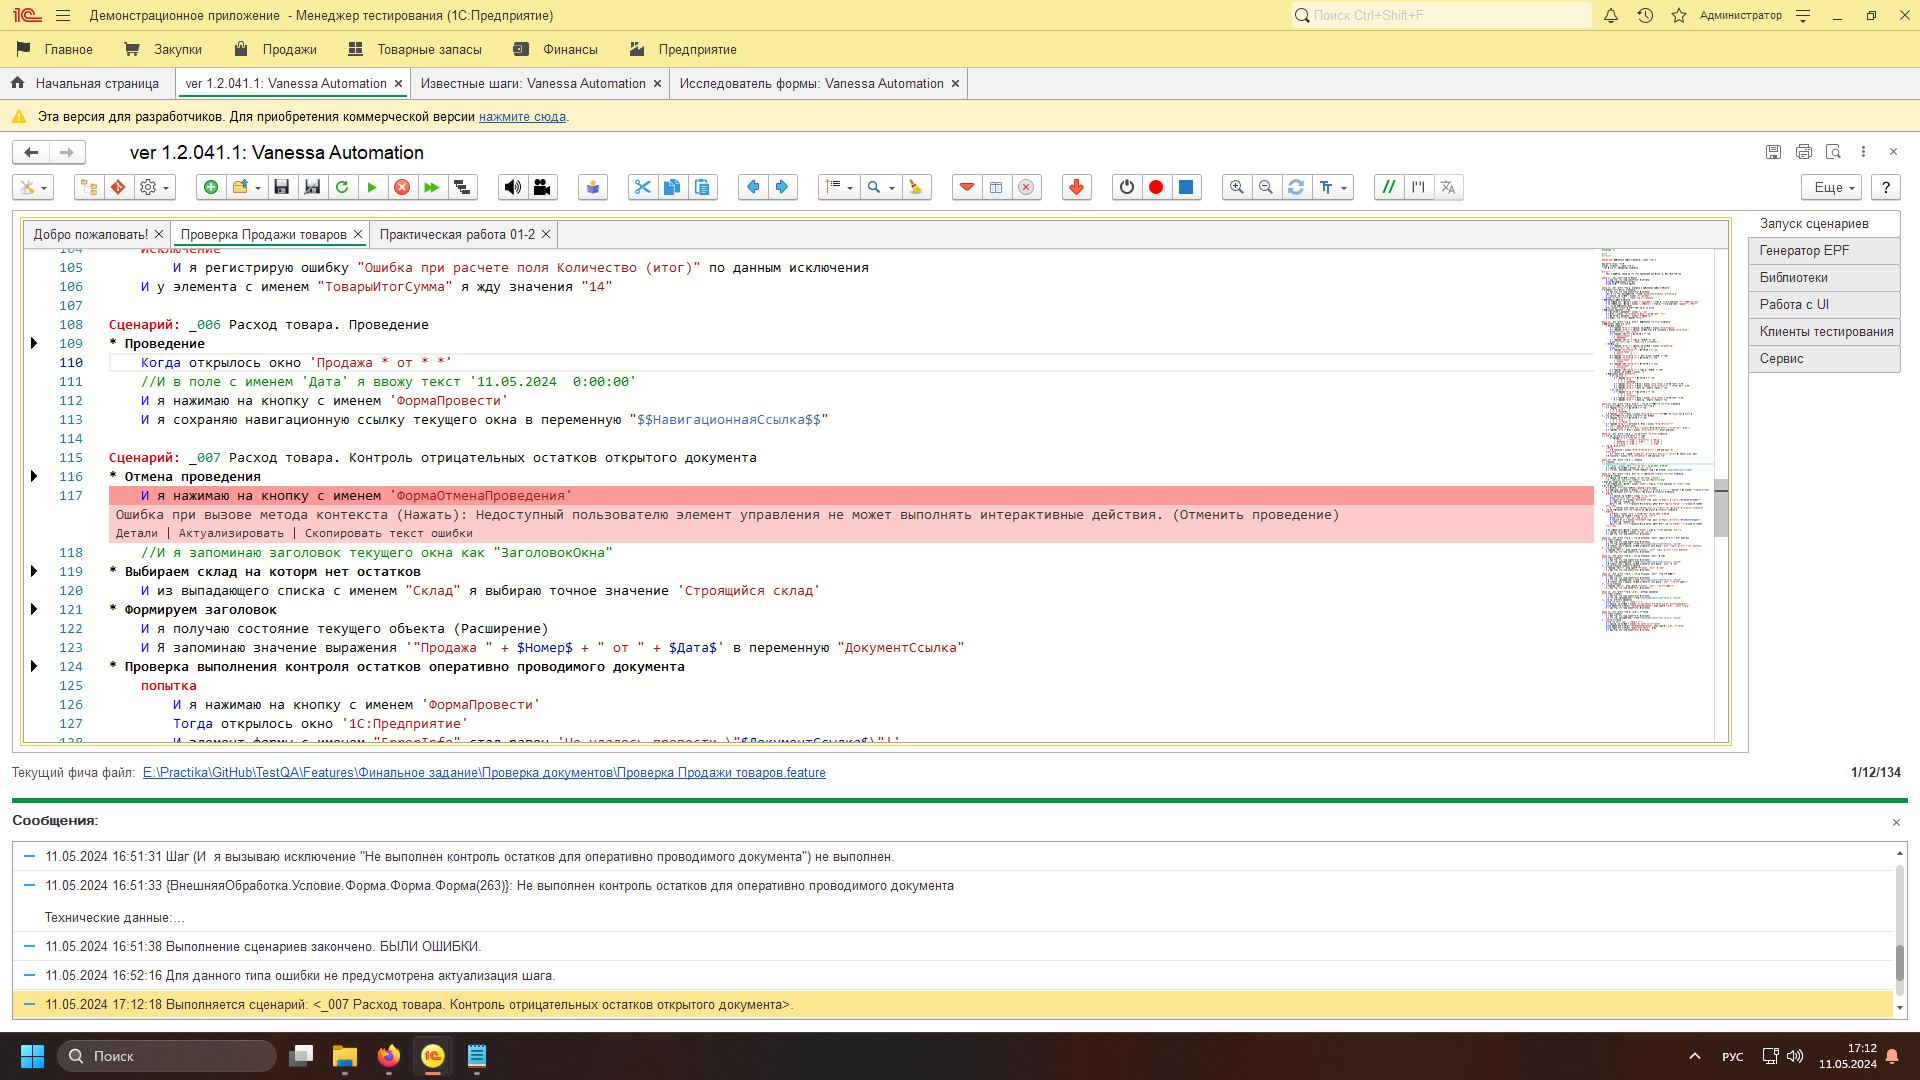 Демонстрационное приложение - Менеджер тестирования (1С:Предприятие)
Поиск Ctrl+Shift+F
Администратор
Главное
Закупки
Продажи
Товарные запасы
Финансы
Предприятие
Начальная страница
ver 1.2.041.1: Vanessa Automation ×
Известные шаги: Vanessa Automation ×
Исследователь формы: Vanessa Automation ×
Эта версия для разработчиков. Для приобретения коммерческой версии нажмите сюда.
ver 1.2.041.1: Vanessa Automation
Еще
?
Добро пожаловать! ×
Проверка Продажи товаров ×
Практическая работа 01-2 ×
104 исключение
105 И я регистрирую ошибку "Ошибка при расчете поля Количество (итог)" по данным исключения
106 И у элемента с именем "ТоварыИтогСумма" я жду значения "14"
107
108 Сценарий: _006 Расход товара. Проведение
109 * Проведение
110 Когда открылось окно 'Продажа * от * *'
111 //И в поле с именем 'Дата' я ввожу текст '11.05.2024  0:00:00'
112 И я нажимаю на кнопку с именем 'ФормаПровести'
113 И я сохраняю навигационную ссылку текущего окна в переменную "$$НавигационнаяСсылка$$"
114
115 Сценарий: _007 Расход товара. Контроль отрицательных остатков открытого документа
116 * Отмена проведения
117 И я нажимаю на кнопку с именем 'ФормаОтменаПроведения'
Ошибка при вызове метода контекста (Нажать): Недоступный пользователю элемент управления не может выполнять интерактивные действия. (Отменить проведение)
Детали | Актуализировать | Скопировать текст ошибки
118 //И я запоминаю заголовок текущего окна как "ЗаголовокОкна"
119 * Выбираем склад на которм нет остатков
120 И из выпадающего списка с именем "Склад" я выбираю точное значение 'Строящийся склад'
121 * Формируем заголовок
122 И я получаю состояние текущего объекта (Расширение)
123 И Я запоминаю значение выражения '"Продажа " + $Номер$ + " от " + $Дата$' в переменную "ДокументСсылка"
124 * Проверка выполнения контроля остатков оперативно проводимого документа
125 попытка
126 И я нажимаю на кнопку с именем 'ФормаПровести'
127 Тогда открылось окно '1С:Предприятие'
128 И элемент формы с именем "ErrorInfo" стал равен 'Не удалось провести \"$ДокументСсылка$\"!'
Запуск сценариев
Генератор EPF
Библиотеки
Работа с UI
Клиенты тестирования
Сервис
Текущий фича файл: E:\Practika\GitHub\TestQA\Features\Финальное задание\Проверка документов\Проверка Продажи товаров.feature
1/12/134
Сообщения:
11.05.2024 16:51:31 Шаг (И  я вызываю исключение "Не выполнен контроль остатков для оперативно проводимого документа") не выполнен.
11.05.2024 16:51:33 {ВнешняяОбработка.Условие.Форма.Форма.Форма(263)}: Не выполнен контроль остатков для оперативно проводимого документа
Технические данные:...
11.05.2024 16:51:38 Выполнение сценариев закончено. БЫЛИ ОШИБКИ.
11.05.2024 16:52:16 Для данного типа ошибки не предусмотрена актуализация шага.
11.05.2024 17:12:18 Выполняется сценарий: <_007 Расход товара. Контроль отрицательных остатков открытого документа>.
Поиск
РУС
17:12
11.05.2024